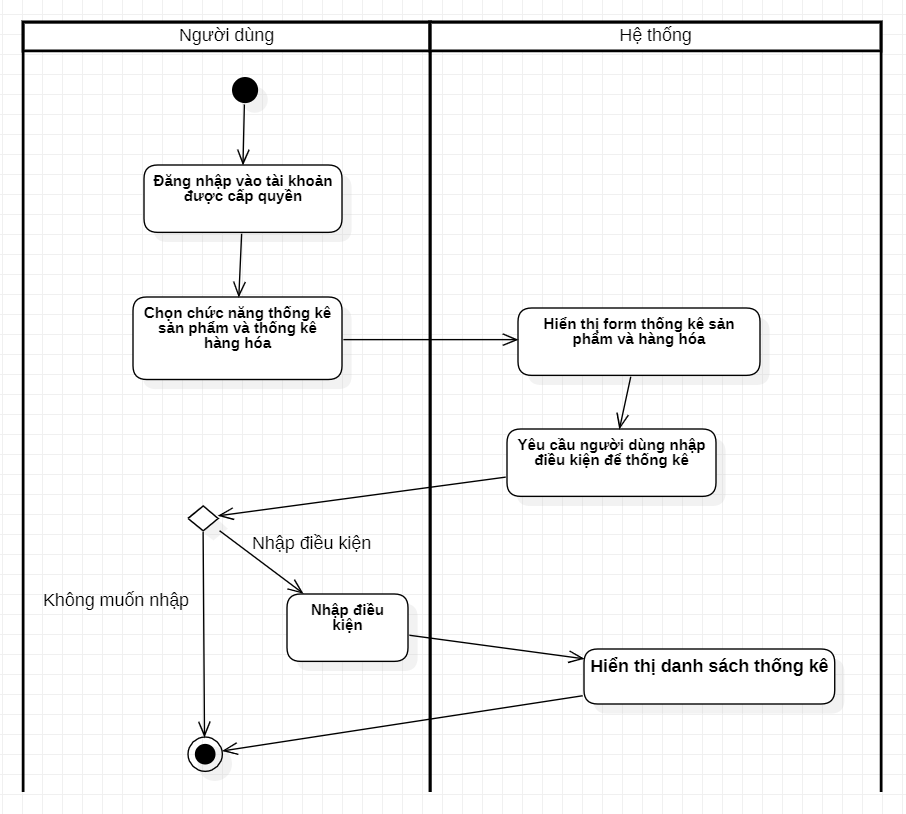 Người dùng
Hệ thống
Đăng nhập vào tài khoản
được cấp quyền
Chọn chức năng thống kê
sản phẩm và thống kê
hàng hóa
Hiển thị form thống kê sản
phẩm và hàng hóa
Yêu cầu người dùng nhập
điều kiện để thống kê
Nhập điều kiện
Không muốn nhập
Nhập điều
kiện
Hiển thị danh sách thống kê